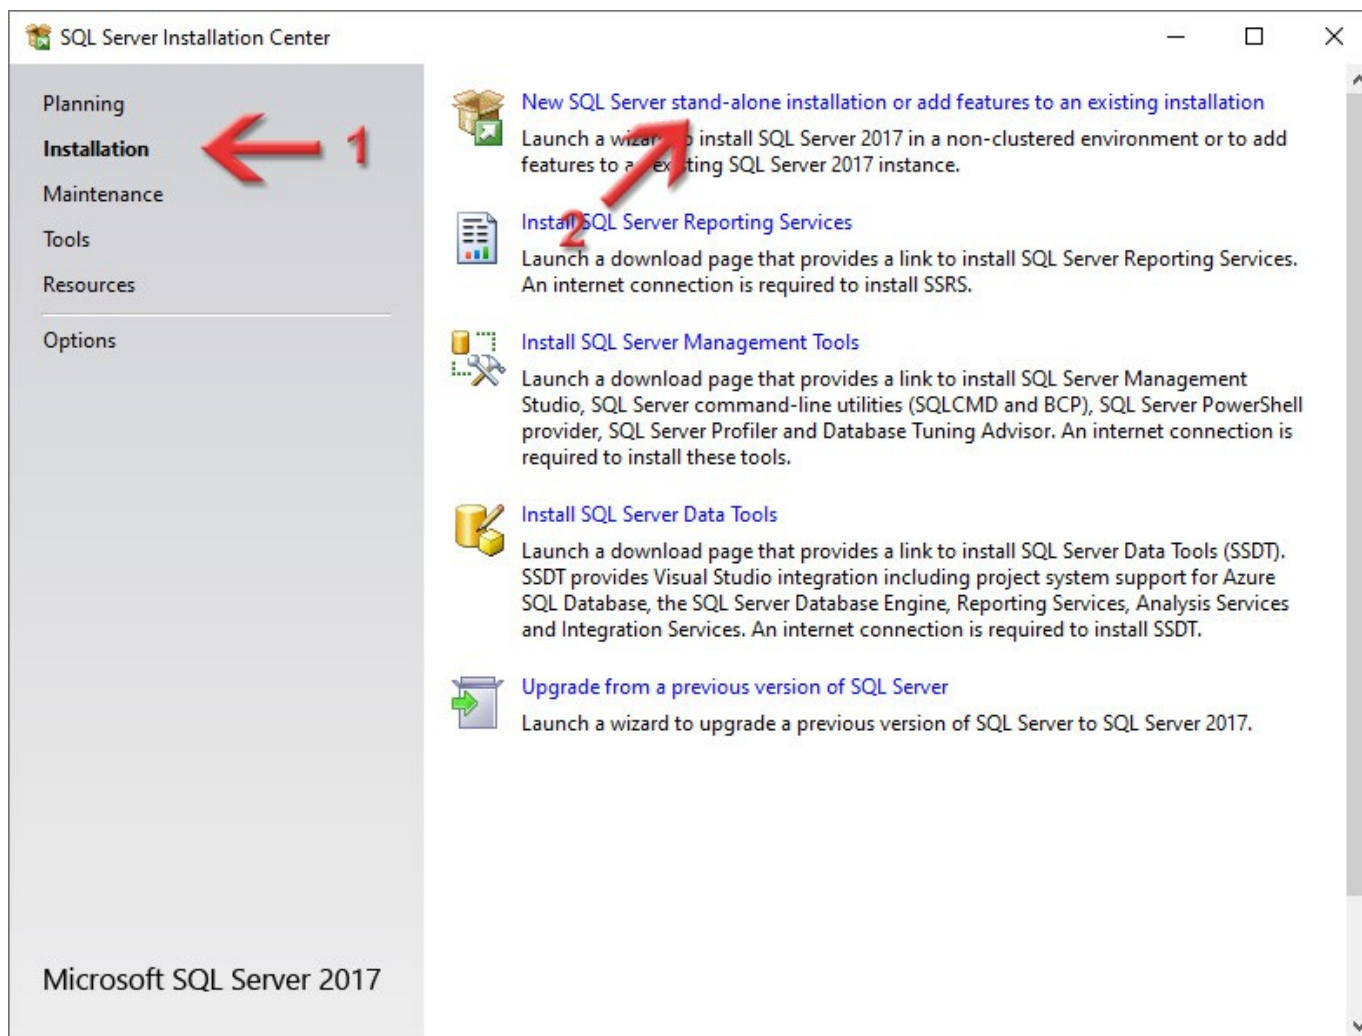 SQL Server Installation Center
Planning
Installation
1
Maintenance
Tools
Resources
Options
Microsoft SQL Server 2017
New SQL Server stand-alone installation or add features to an existing installation
Launch a wizard to install SQL Server 2017 in a non-clustered environment or to add
features to an existing SQL Server 2017 instance.
2
Install SQL Server Reporting Services
Launch a download page that provides a link to install SQL Server Reporting Services.
An internet connection is required to install SSRS.
Install SQL Server Management Tools
Launch a download page that provides a link to install SQL Server Management
Studio, SQL Server command-line utilities (SQLCMD and BCP), SQL Server PowerShell
provider, SQL Server Profiler and Database Tuning Advisor. An internet connection is
required to install these tools.
Install SQL Server Data Tools
Launch a download page that provides a link to install SQL Server Data Tools (SSDT).
SSDT provides Visual Studio integration including project system support for Azure
SQL Database, the SQL Server Database Engine, Reporting Services, Analysis Services
and Integration Services. An internet connection is required to install SSDT.
Upgrade from a previous version of SQL Server
Launch a wizard to upgrade a previous version of SQL Server to SQL Server 2017.